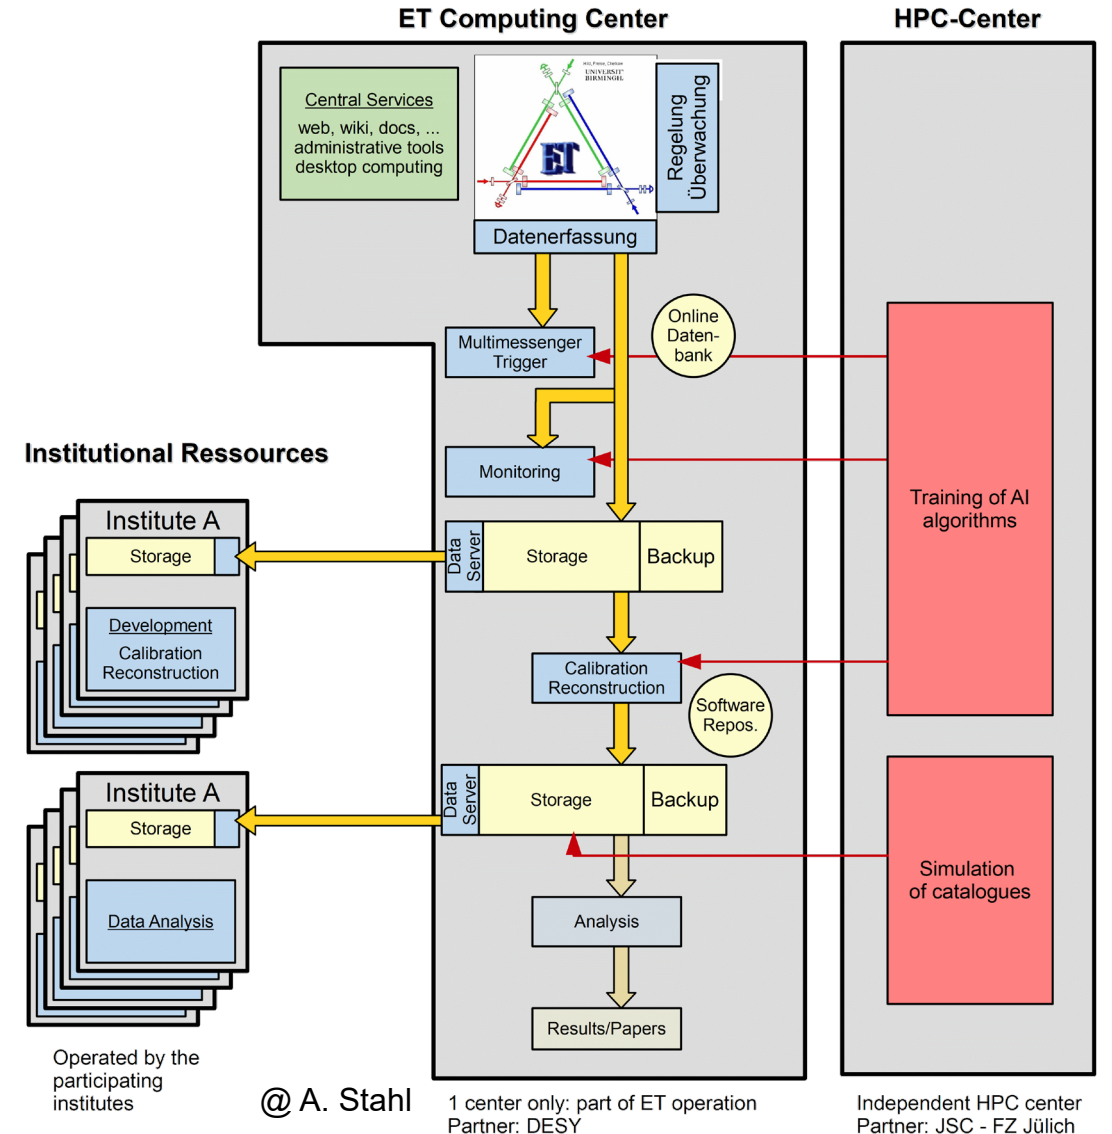 ET Computing Center
HPC-Center
Central Services
web, wiki, docs, ...
administrative tools
desktop computing
UNIVERSIT
BIRMINGH
ET
Regelung
Überwachung
Datenerfassung
Online
Daten-
bank
Multimessenger
Trigger
Monitoring
Institutional Ressources
Institute A
Storage
Development
Calibration
Reconstruction
Data
Server
Storage
Backup
Training of AI
algorithms
Calibration
Reconstruction
Software
Repos.
Institute A
Storage
Data Analysis
Data
Server
Storage
Backup
Simulation
of catalogues
Analysis
Results/Papers
Operated by the
participating
institutes
@ A. Stahl
1 center only: part of ET operation
Partner: DESY
Independent HPC center
Partner: JSC - FZ Jülich